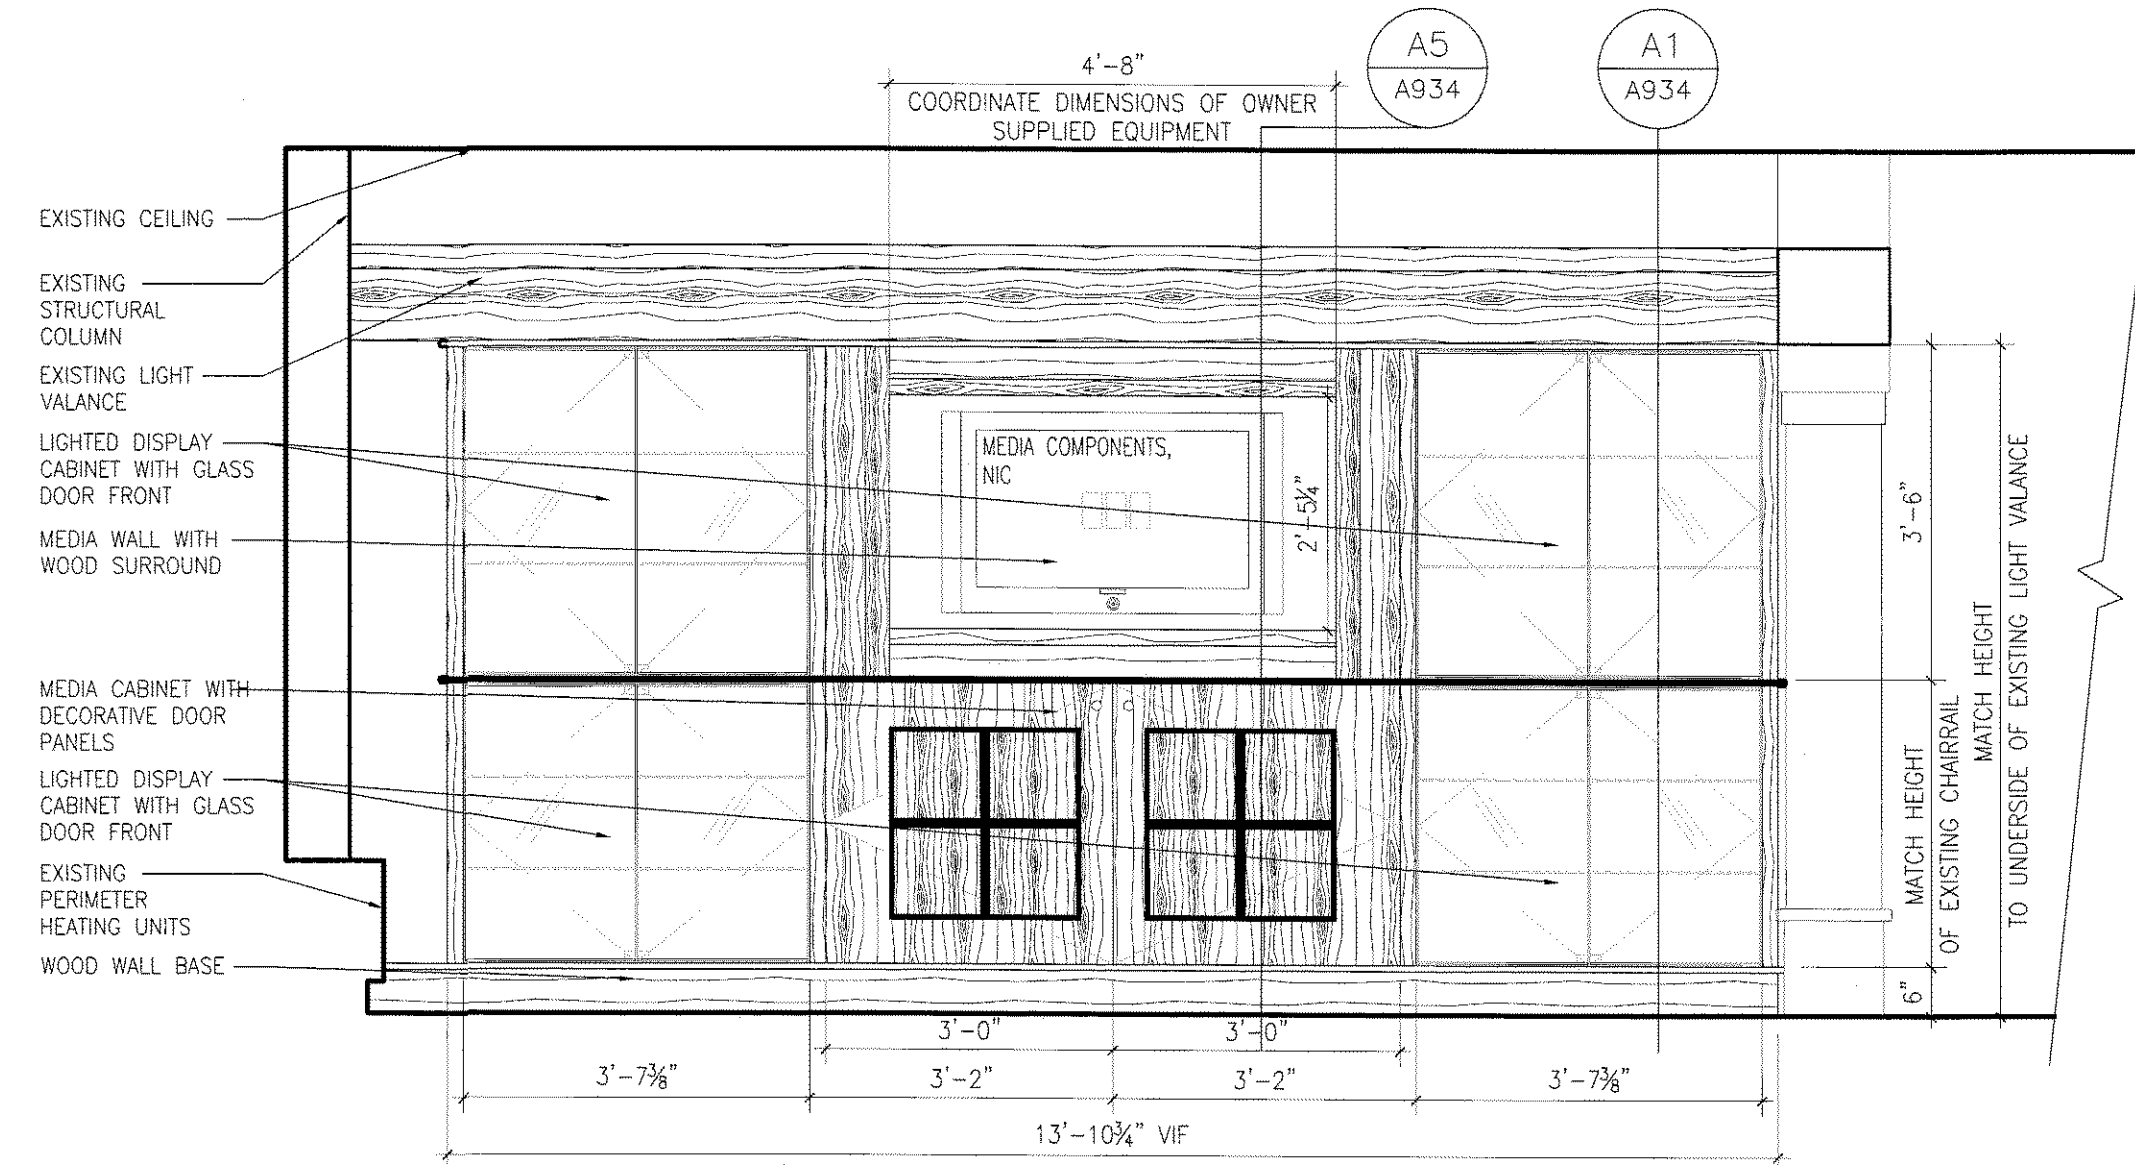 A5
A934
A1
A934
4'-8"
COORDINATE DIMENSIONS OF OWNER
SUPPLIED EQUIPMENT
EXISTING CEILING
EXISTING
STRUCTURAL
COLUMN
EXISTING LIGHT
VALANCE
LIGHTED DISPLAY
CABINET WITH GLASS
DOOR FRONT
MEDIA WALL WITH
WOOD SURROUND
MEDIA CABINET WITH
DECORATIVE DOOR
PANELS
LIGHTED DISPLAY
CABINET WITH GLASS
DOOR FRONT
EXISTING
PERIMETER
HEATING UNITS
WOOD WALL BASE
MEDIA COMPONENTS,
NIC
2'-5¼"
3'-6"
MATCH HEIGHT
OF EXISTING CHAIRRAIL
MATCH HEIGHT
TO UNDERSIDE OF EXISTING LIGHT VALANCE
6"
3'-0"
3'-0"
3'-7⅜"
3'-2"
3'-2"
3'-7⅜"
13'-10¾" VIF